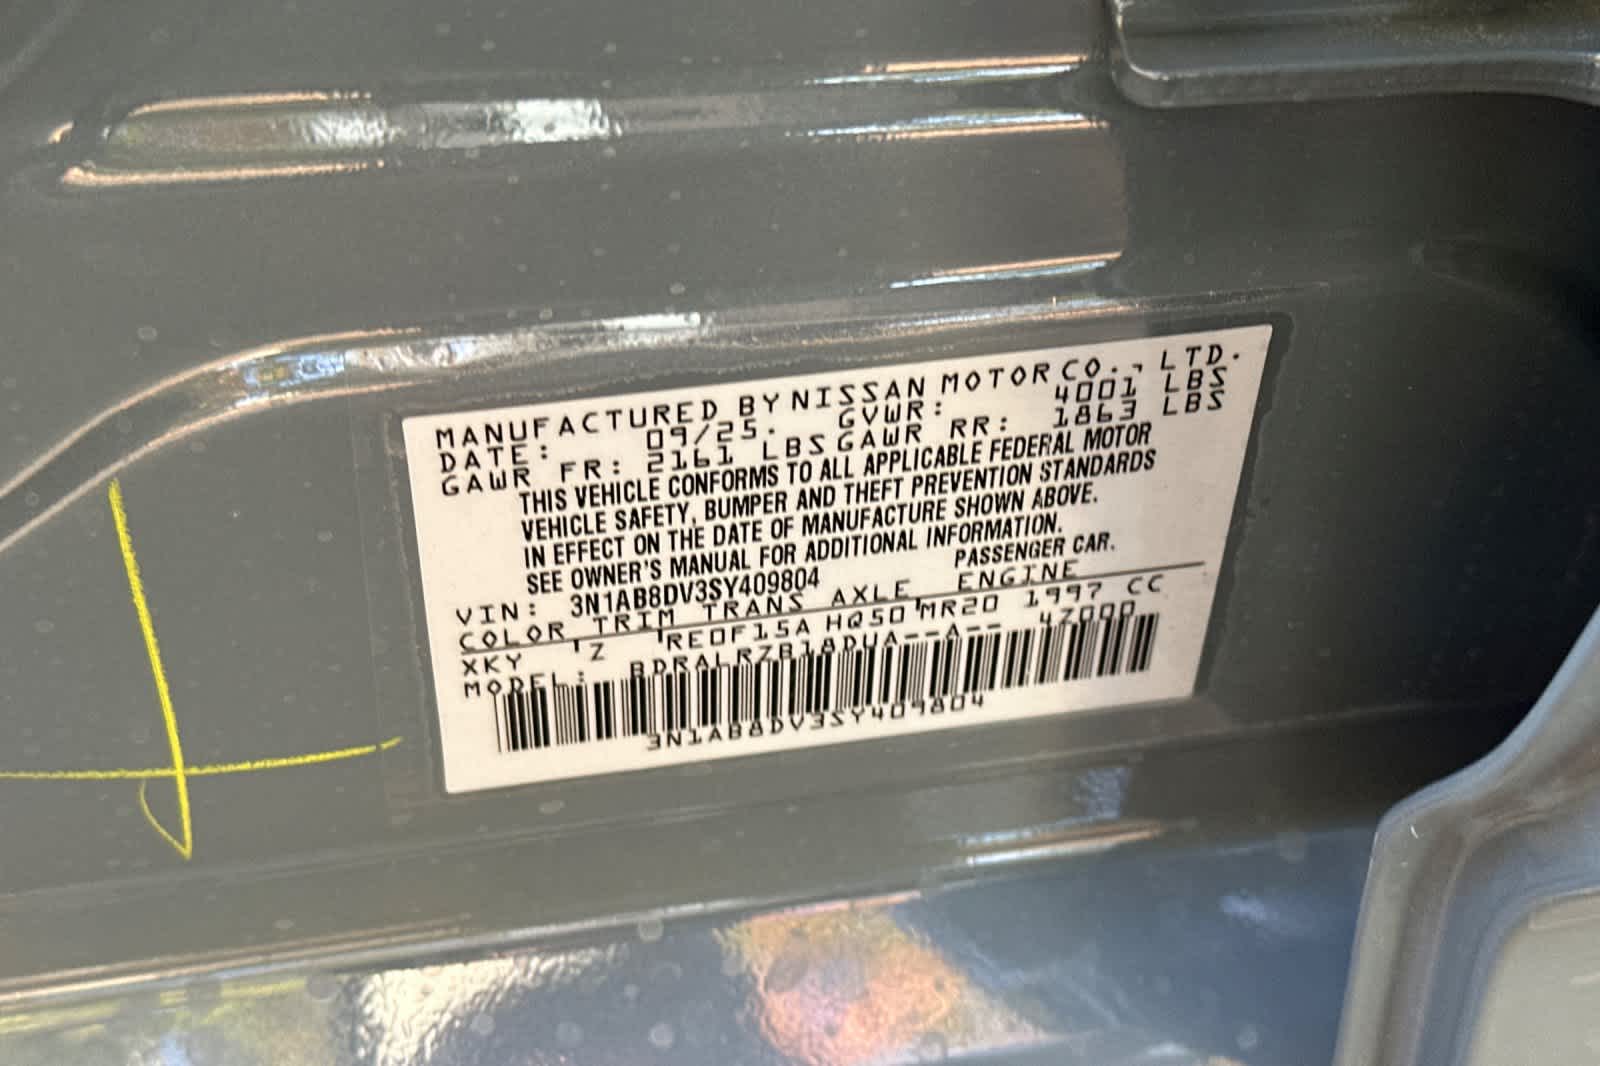 MANUFACTURED BY NISSAN MOTOR CO., LTD.
DATE: 09/25. GVWR: 4001 LBS
GAWR FR: 2161 LBS GAWR RR: 1863 LBS
THIS VEHICLE CONFORMS TO ALL APPLICABLE FEDERAL MOTOR
VEHICLE SAFETY, BUMPER AND THEFT PREVENTION STANDARDS
IN EFFECT ON THE DATE OF MANUFACTURE SHOWN ABOVE.
SEE OWNER'S MANUAL FOR ADDITIONAL INFORMATION.
VIN: 3N1AB8DV3SY409804 PASSENGER CAR.
COLOR TRIM TRANS AXLE ENGINE
XKY Z RE0F15A HQ50 MR20 1997 CC
MODEL: BDRALRZB18DUA--A-- 4Z000
3N1AB8DV3SY409804